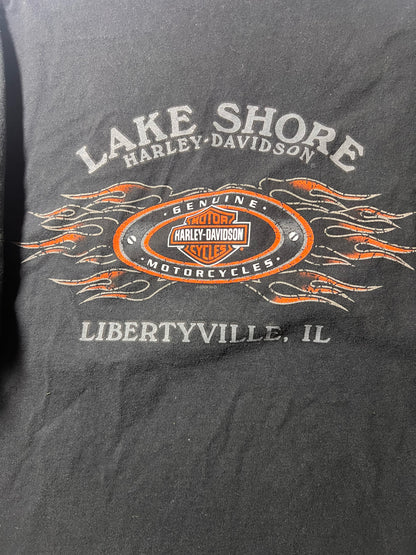 LAKE SHORE
HARLEY-DAVIDSON
· GENUINE ·
MOTOR
HARLEY-DAVIDSON
CYCLES
· MOTORCYCLES ·
LIBERTYVILLE, IL